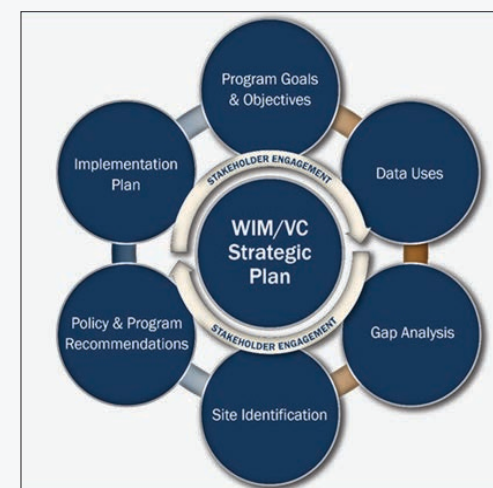 Program Goals
& Objectives
Implementation
Plan
STAKEHOLDER ENGAGEMENT
Data Uses
WIM/VC
Strategic
Plan
Policy & Program
Recommendations
STAKEHOLDER ENGAGEMENT
Gap Analysis
Site Identification